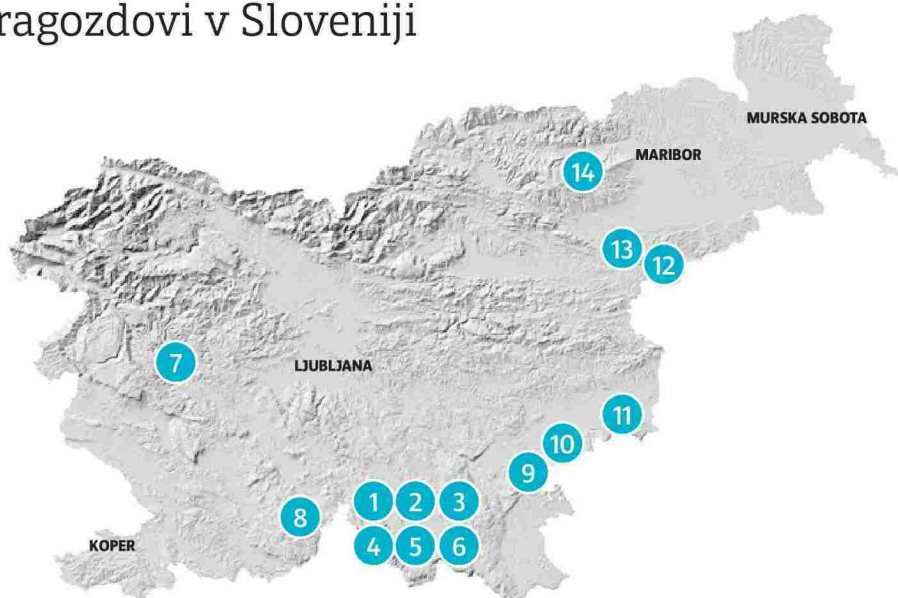 ragozdovi v Sloveniji
MURSKA SOBOTA
MARIBOR
14
13
12
7
LJUBLJANA
11
10
9
1 2 3
8
KOPER
4 5 6